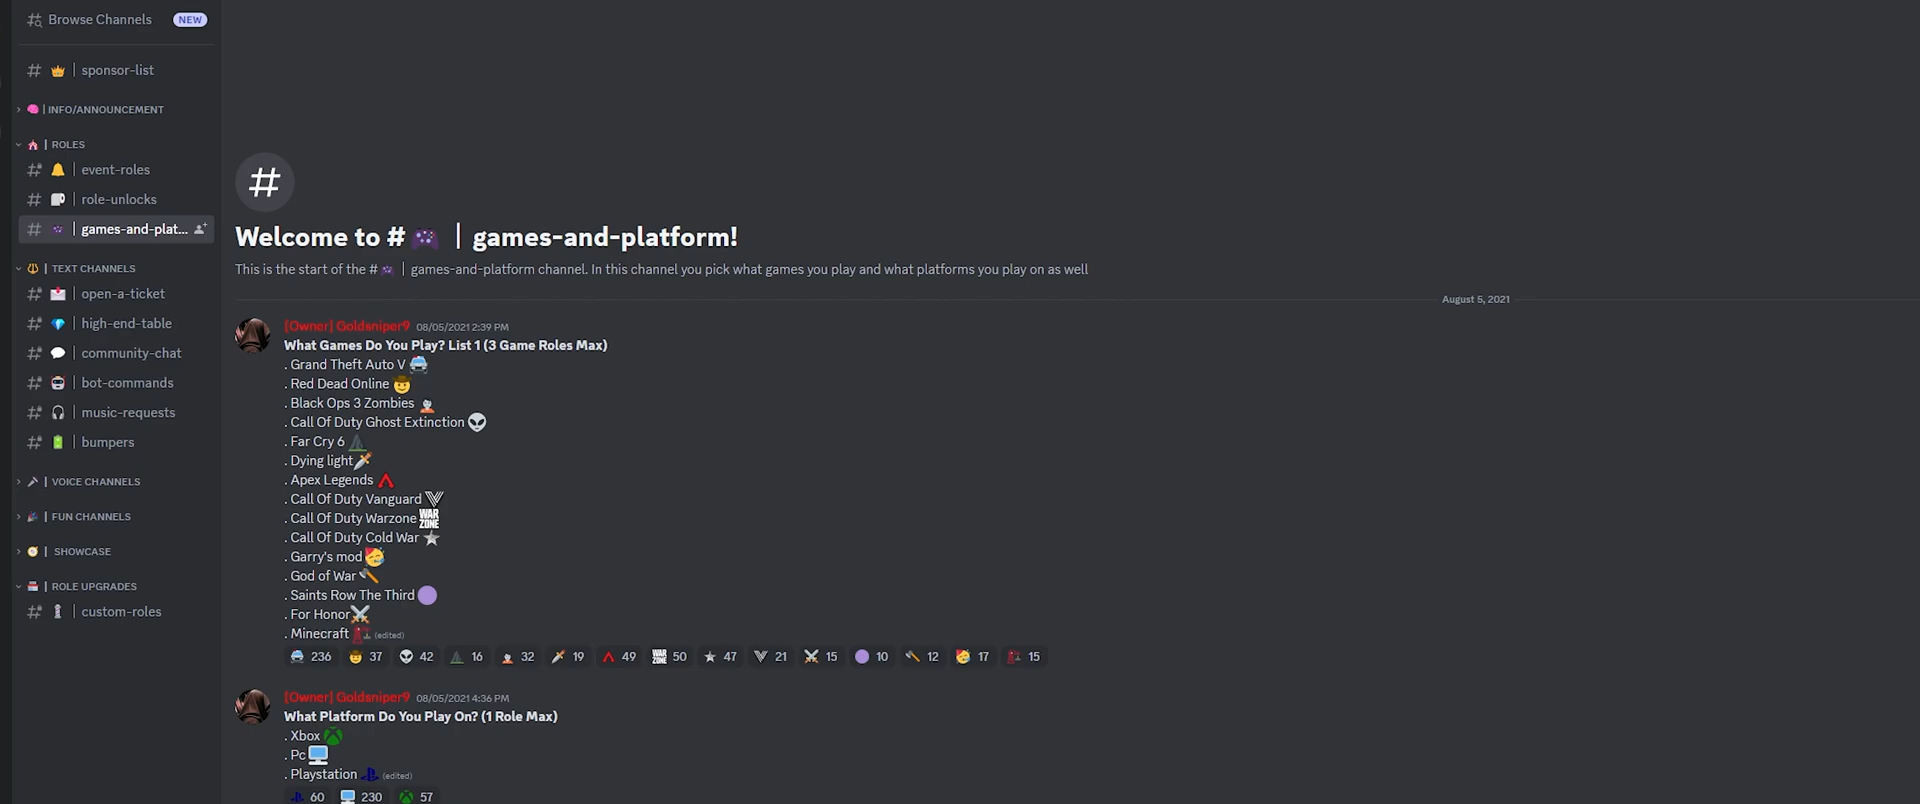 Browse Channels NEW
sponsor-list
INFO/ANNOUNCEMENT
ROLES
event-roles
role-unlocks
games-and-plat...
TEXT CHANNELS
open-a-ticket
high-end-table
community-chat
bot-commands
music-requests
bumpers
VOICE CHANNELS
FUN CHANNELS
SHOWCASE
ROLE UPGRADES
custom-roles
Welcome to # | games-and-platform!
This is the start of the # | games-and-platform channel. In this channel you pick what games you play and what platforms you play on as well
August 5, 2021
[Owner] Goldsniper9 08/05/2021 2:39 PM
What Games Do You Play? List 1 (3 Game Roles Max)
. Grand Theft Auto V
. Red Dead Online
. Black Ops 3 Zombies
. Call Of Duty Ghost Extinction
. Far Cry 6
. Dying light
. Apex Legends
. Call Of Duty Vanguard
. Call Of Duty Warzone WAR ZONE
. Call Of Duty Cold War
. Garry's mod
. God of War
. Saints Row The Third
. For Honor
. Minecraft (edited)
236 37 42 16 32 19 49 WAR ZONE 50 47 21 15 10 12 17 15
[Owner] Goldsniper9 08/05/2021 4:36 PM
What Platform Do You Play On? (1 Role Max)
. Xbox
. Pc
. Playstation (edited)
60 230 57